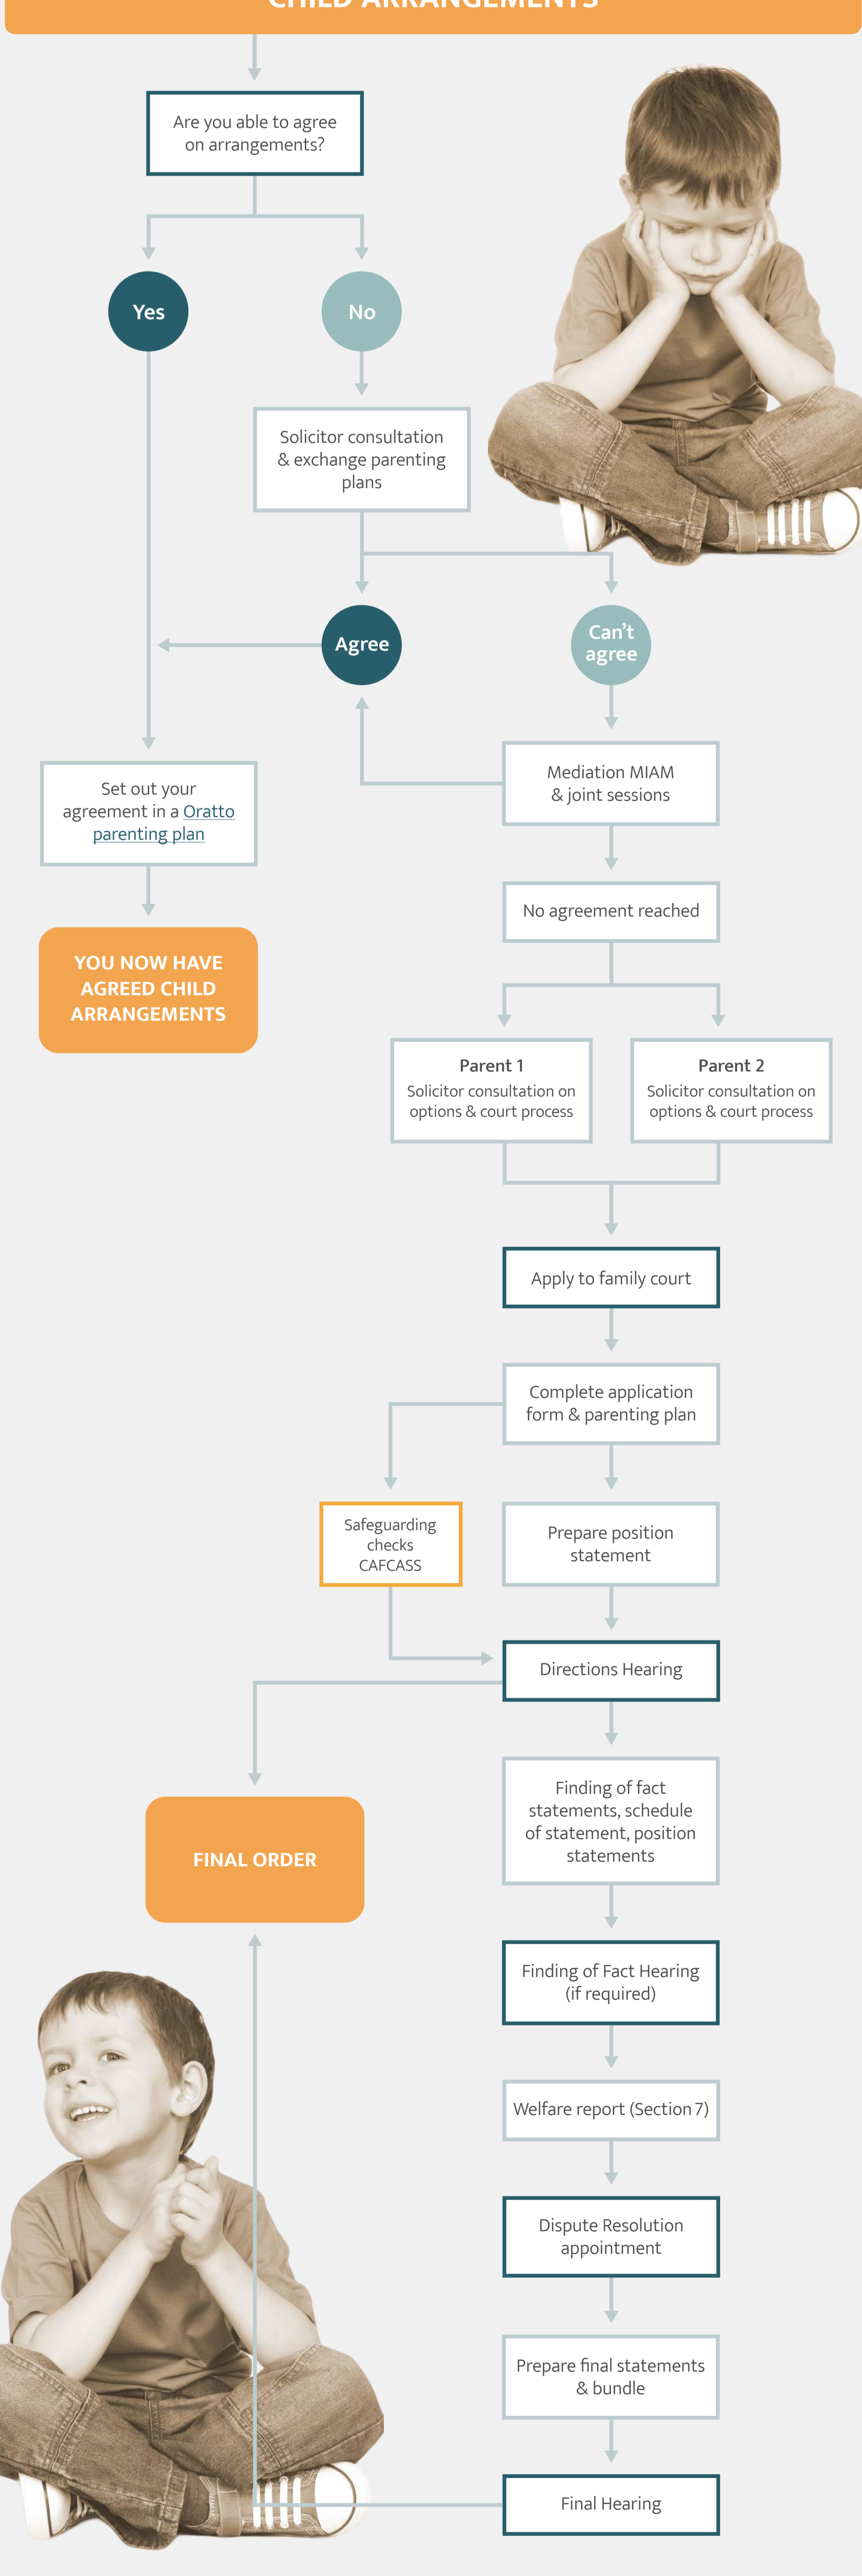 CHILD ARRANGEMENTS
Are you able to agree
on arrangements?
Yes
No
Solicitor consultation
& exchange parenting
plans
Agree
Can't
agree
Mediation MIAM
& joint sessions
Set out your
agreement in a Oratto
parenting plan
No agreement reached
YOU NOW HAVE
AGREED CHILD
ARRANGEMENTS
Parent 1
Solicitor consultation on
options & court process
Parent 2
Solicitor consultation on
options & court process
Apply to family court
Complete application
form & parenting plan
Safeguarding
checks
CAFCASS
Prepare position
statement
Directions Hearing
Finding of fact
statements, schedule
of statement, position
statements
FINAL ORDER
Finding of Fact Hearing
(if required)
Welfare report (Section 7)
Dispute Resolution
appointment
Prepare final statements
& bundle
Final Hearing